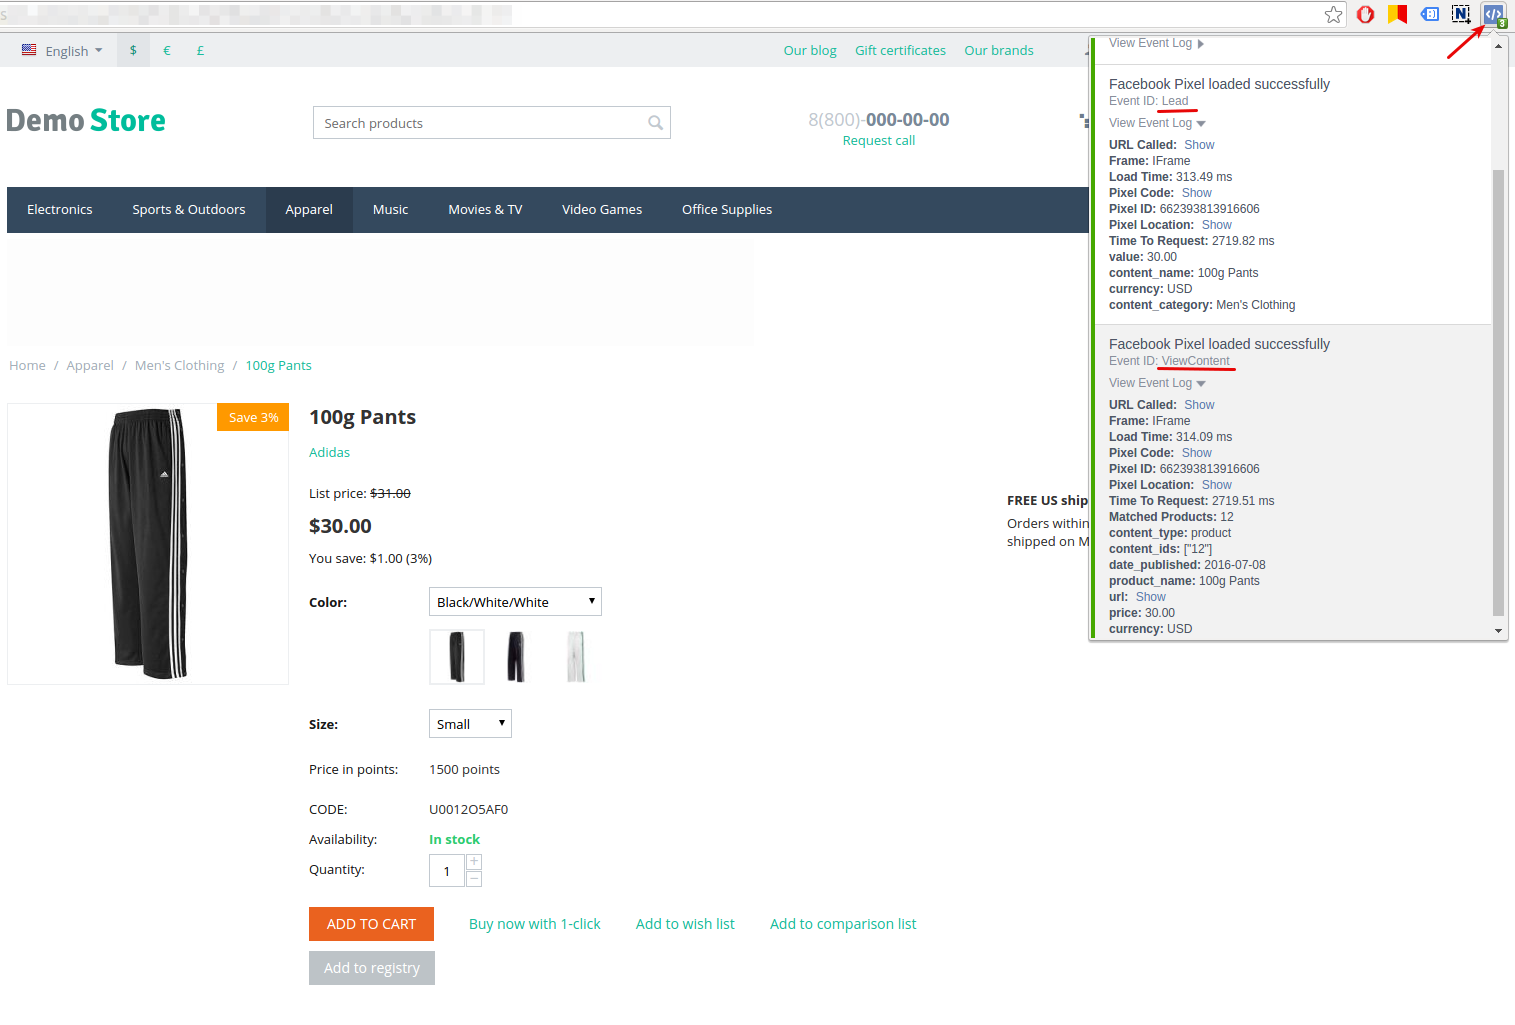 English
$
€
£
Our blog
Gift certificates
Our brands
Demo Store
Search products
8(800)-000-00-00
Request call
Electronics
Sports & Outdoors
Apparel
Music
Movies & TV
Video Games
Office Supplies
Home / Apparel / Men's Clothing / 100g Pants
Save 3%
100g Pants
Adidas
List price: $31.00
$30.00
You save: $1.00 (3%)
FREE US ship
Orders within
shipped on M
Color:
Black/White/White
Size:
Small
Price in points:
1500 points
CODE:
U0012O5AF0
Availability:
In stock
Quantity:
1
+
−
ADD TO CART
Buy now with 1-click
Add to wish list
Add to comparison list
Add to registry
N
3
View Event Log
Facebook Pixel loaded successfully
Event ID: Lead
View Event Log
URL Called: Show
Frame: IFrame
Load Time: 313.49 ms
Pixel Code: Show
Pixel ID: 662393813916606
Pixel Location: Show
Time To Request: 2719.82 ms
value: 30.00
content_name: 100g Pants
currency: USD
content_category: Men's Clothing
Facebook Pixel loaded successfully
Event ID: ViewContent
View Event Log
URL Called: Show
Frame: IFrame
Load Time: 314.09 ms
Pixel Code: Show
Pixel ID: 662393813916606
Pixel Location: Show
Time To Request: 2719.51 ms
Matched Products: 12
content_type: product
content_ids: ["12"]
date_published: 2016-07-08
product_name: 100g Pants
url: Show
price: 30.00
currency: USD